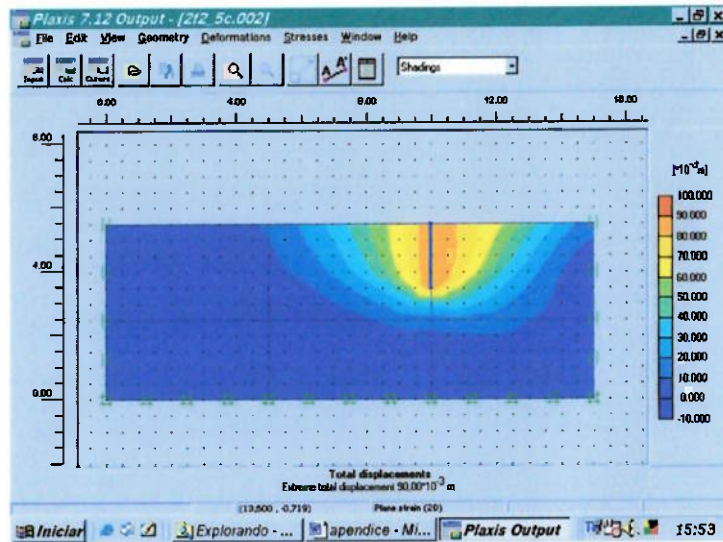 Plaxis 7.12 Output - [2f2_5c.002]
File Edit View Geometry Deformations Stresses Window Help
Input Calc Curves Shadings
0.00 4.00 8.00 12.00 16.00
8.00
4.00
0.00
[*10⁻³ m]
100.000
90.000
80.000
70.000
60.000
50.000
40.000
30.000
20.000
10.000
0.000
-10.000
Total displacements
Extreme total displacement 90.00*10⁻³ m
(13.500 , -0.719) Plane strain (2D)
Iniciar Explorando - ... apendice - Mi... Plaxis Output 15:53